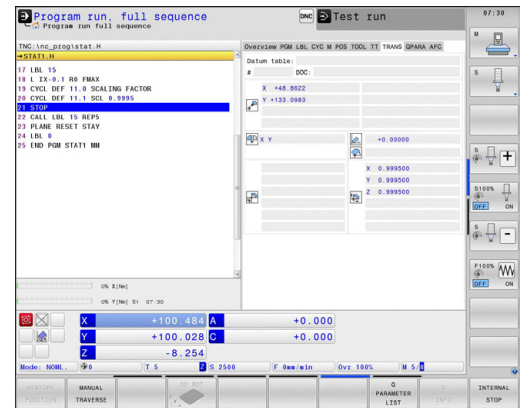 Program run, full sequence
Program run full sequence
DNC
Test run
07:30
TNC:\nc_prog\stat.H
→STAT1.H
17 LBL 15
18 L IX-0.1 R0 FMAX
19 CYCL DEF 11.0 SCALING FACTOR
20 CYCL DEF 11.1 SCL 0.9995
21 STOP
22 CALL LBL 15 REP5
23 PLANE RESET STAY
24 LBL 0
25 END PGM STAT1 MM
Overview PGM LBL CYC M POS TOOL TT TRANS QPARA AFC
Datum table:
# DOC:
X +48.8622
Y +133.0983
X Y
+0.00000
X 0.999500
Y 0.999500
Z 0.999500
0% X[Nm]
0% Y[Nm] S1 07:30
X +100.484 A +0.000
Y +100.028 C +0.000
Z -8.254
Mode: NOML. 0 T 5 Z S 2500 F 0mm/min Ovr 100% M 5/8
M
S
S
S100%
OFF ON
S
F100%
OFF ON
RESTORE POSITION
MANUAL TRAVERSE
3D ROT
Q PARAMETER LIST
Q INFO
INTERNAL STOP